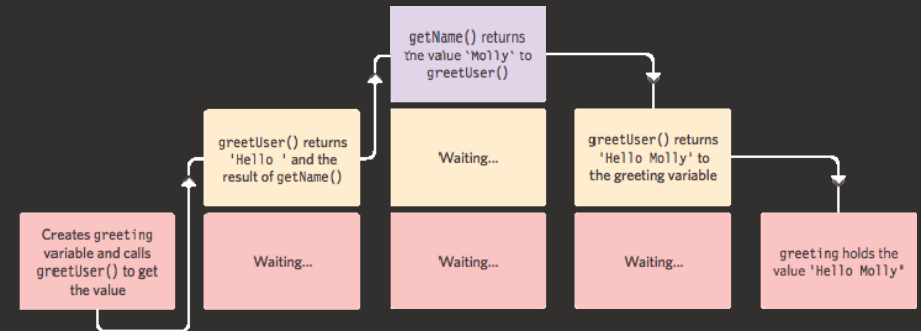 getName() returns
the value 'Molly' to
greetUser()
greetUser() returns
'Hello ' and the
result of getName()
Waiting...
greetUser() returns
'Hello Molly' to
the greeting variable
Creates greeting
variable and calls
greetUser() to get
the value
Waiting...
Waiting...
Waiting...
greeting holds the
value 'Hello Molly"